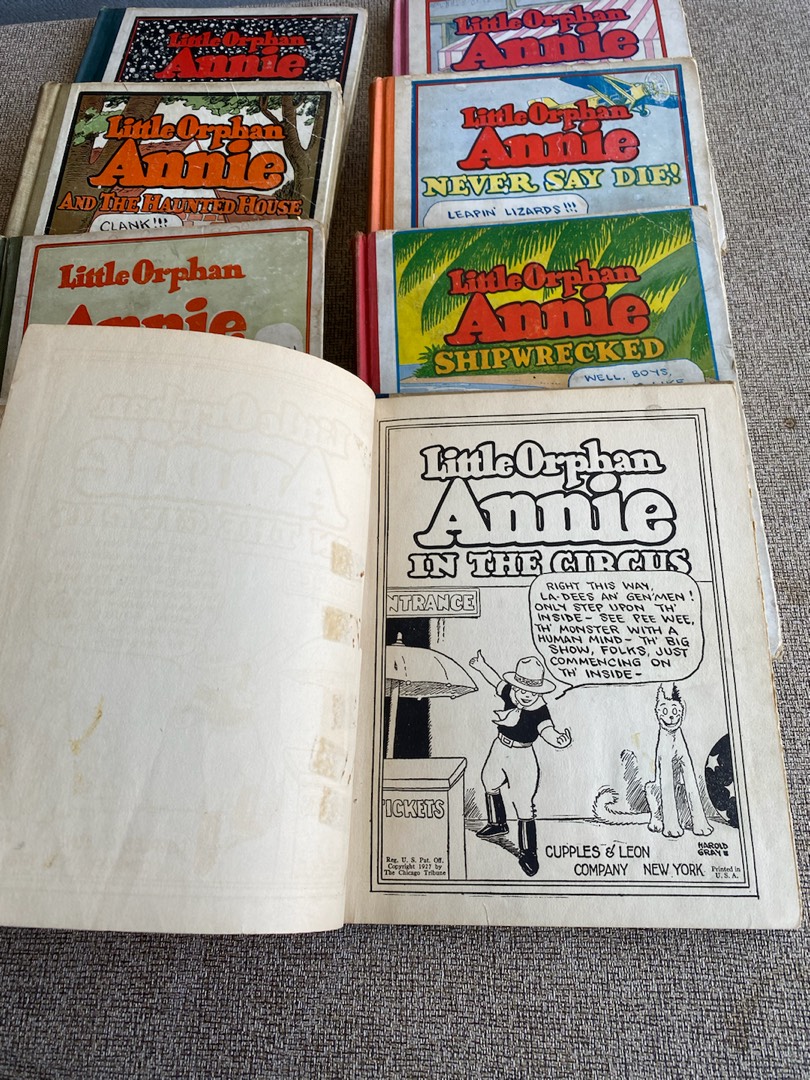 Little Orphan
Annie
Annie
Little Orphan
Annie
AND THE HAUNTED HOUSE
CLANK!!!
Little Orphan
Annie
NEVER SAY DIE!
LEAPIN' LIZARDS!!!
Little Orphan
Annie
Little Orphan
Annie
SHIPWRECKED
WELL, BOYS,
LIKE
Little Orphan
Annie
IN THE CIRCUS
NTRANCE
RIGHT THIS WAY,
LA-DEES AN' GEN'MEN!
ONLY STEP UPON TH'
INSIDE- SEE PEE WEE,
TH' MONSTER WITH A
HUMAN MIND- TH' BIG
SHOW, FOLKS, JUST
COMMENCING ON
TH' INSIDE-
TICKETS
HAROLD
GRAY
CUPPLES & LEON
COMPANY NEW YORK
Reg. U. S. Pat. Off.
Copyright 1927 by
The Chicago Tribune
Printed in
U. S. A.